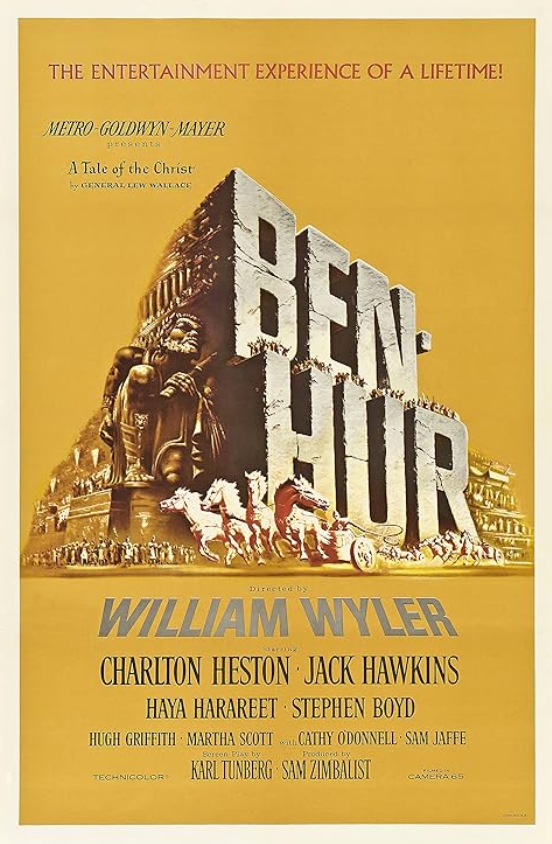 THE ENTERTAINMENT EXPERIENCE OF A LIFETIME!
METRO-GOLDWYN-MAYER
presents
A Tale of the Christ
by GENERAL LEW WALLACE
BEN-
HUR
Directed by
WILLIAM WYLER
starring
CHARLTON HESTON · JACK HAWKINS
HAYA HARAREET · STEPHEN BOYD
HUGH GRIFFITH · MARTHA SCOTT with CATHY O'DONNELL · SAM JAFFE
Screen Play by Produced by
KARL TUNBERG · SAM ZIMBALIST
TECHNICOLOR® FILMED IN
CAMERA 65